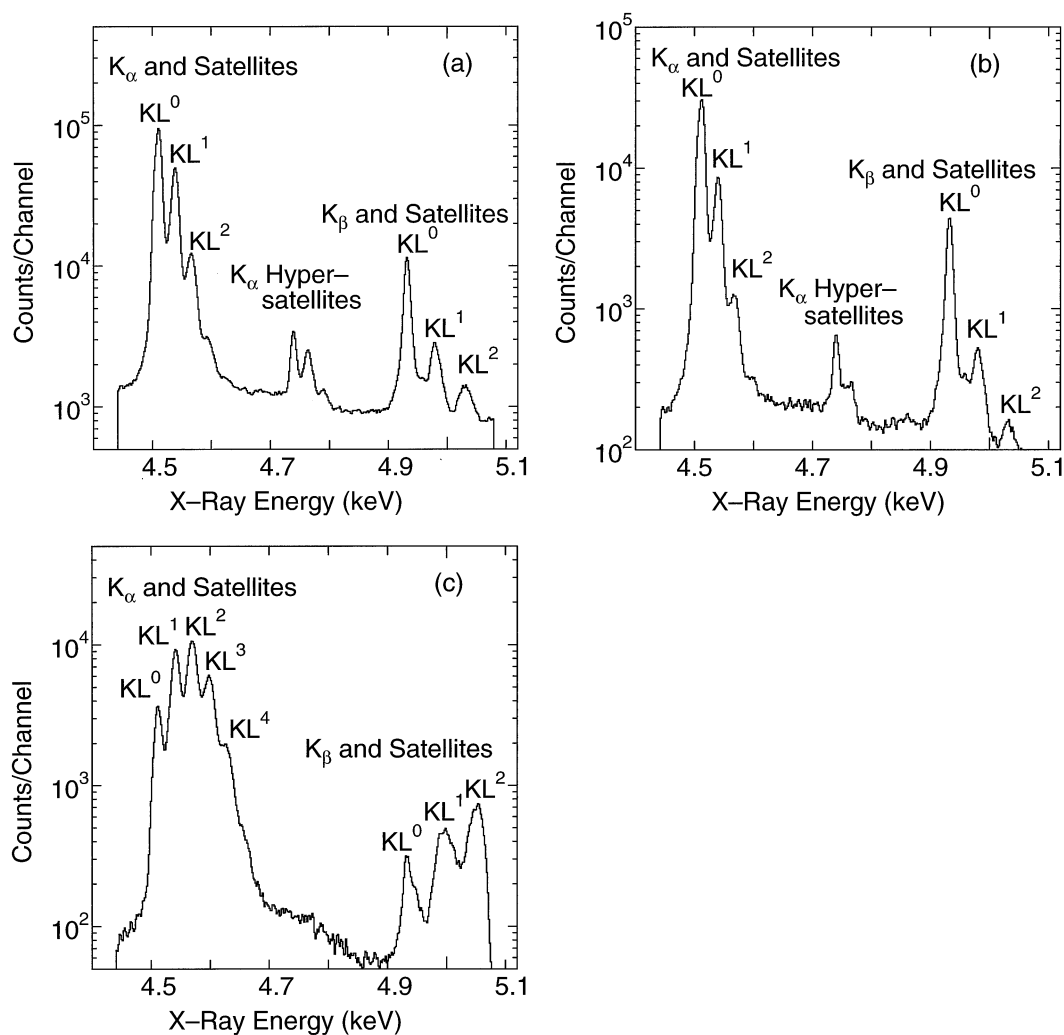 (a)
Kα and Satellites
KL⁰
KL¹
KL²
Kα Hyper–
satellites
Kβ and Satellites
KL⁰
KL¹
KL²
10⁵
10⁴
10³
Counts/Channel
4.5 4.7 4.9 5.1
X–Ray Energy (keV)
(b)
Kα and Satellites
KL⁰
KL¹
KL²
Kα Hyper–
satellites
Kβ and Satellites
KL⁰
KL¹
KL²
10⁵
10⁴
10³
10²
Counts/Channel
4.5 4.7 4.9 5.1
X–Ray Energy (keV)
(c)
Kα and Satellites
KL⁰
KL¹
KL²
KL³
KL⁴
Kβ and Satellites
KL⁰
KL¹
KL²
10⁴
10³
10²
Counts/Channel
4.5 4.7 4.9 5.1
X–Ray Energy (keV)